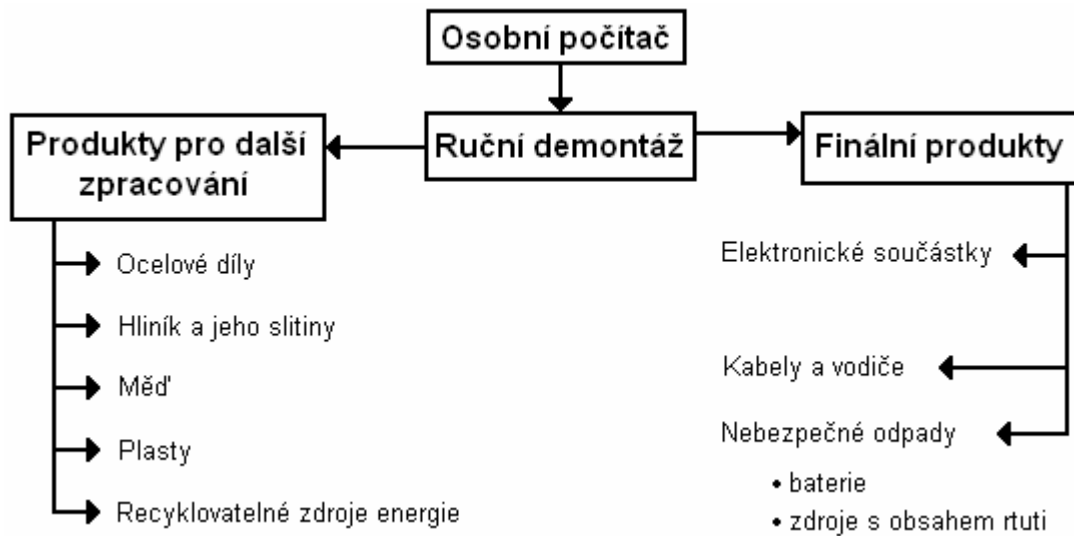 Osobní počítač
Ruční demontáž
Produkty pro další
zpracování
Ocelové díly
Hliník a jeho slitiny
Měď
Plasty
Recyklovatelné zdroje energie
Finální produkty
Elektronické součástky
Kabely a vodiče
Nebezpečné odpady
• baterie
• zdroje s obsahem rtuti